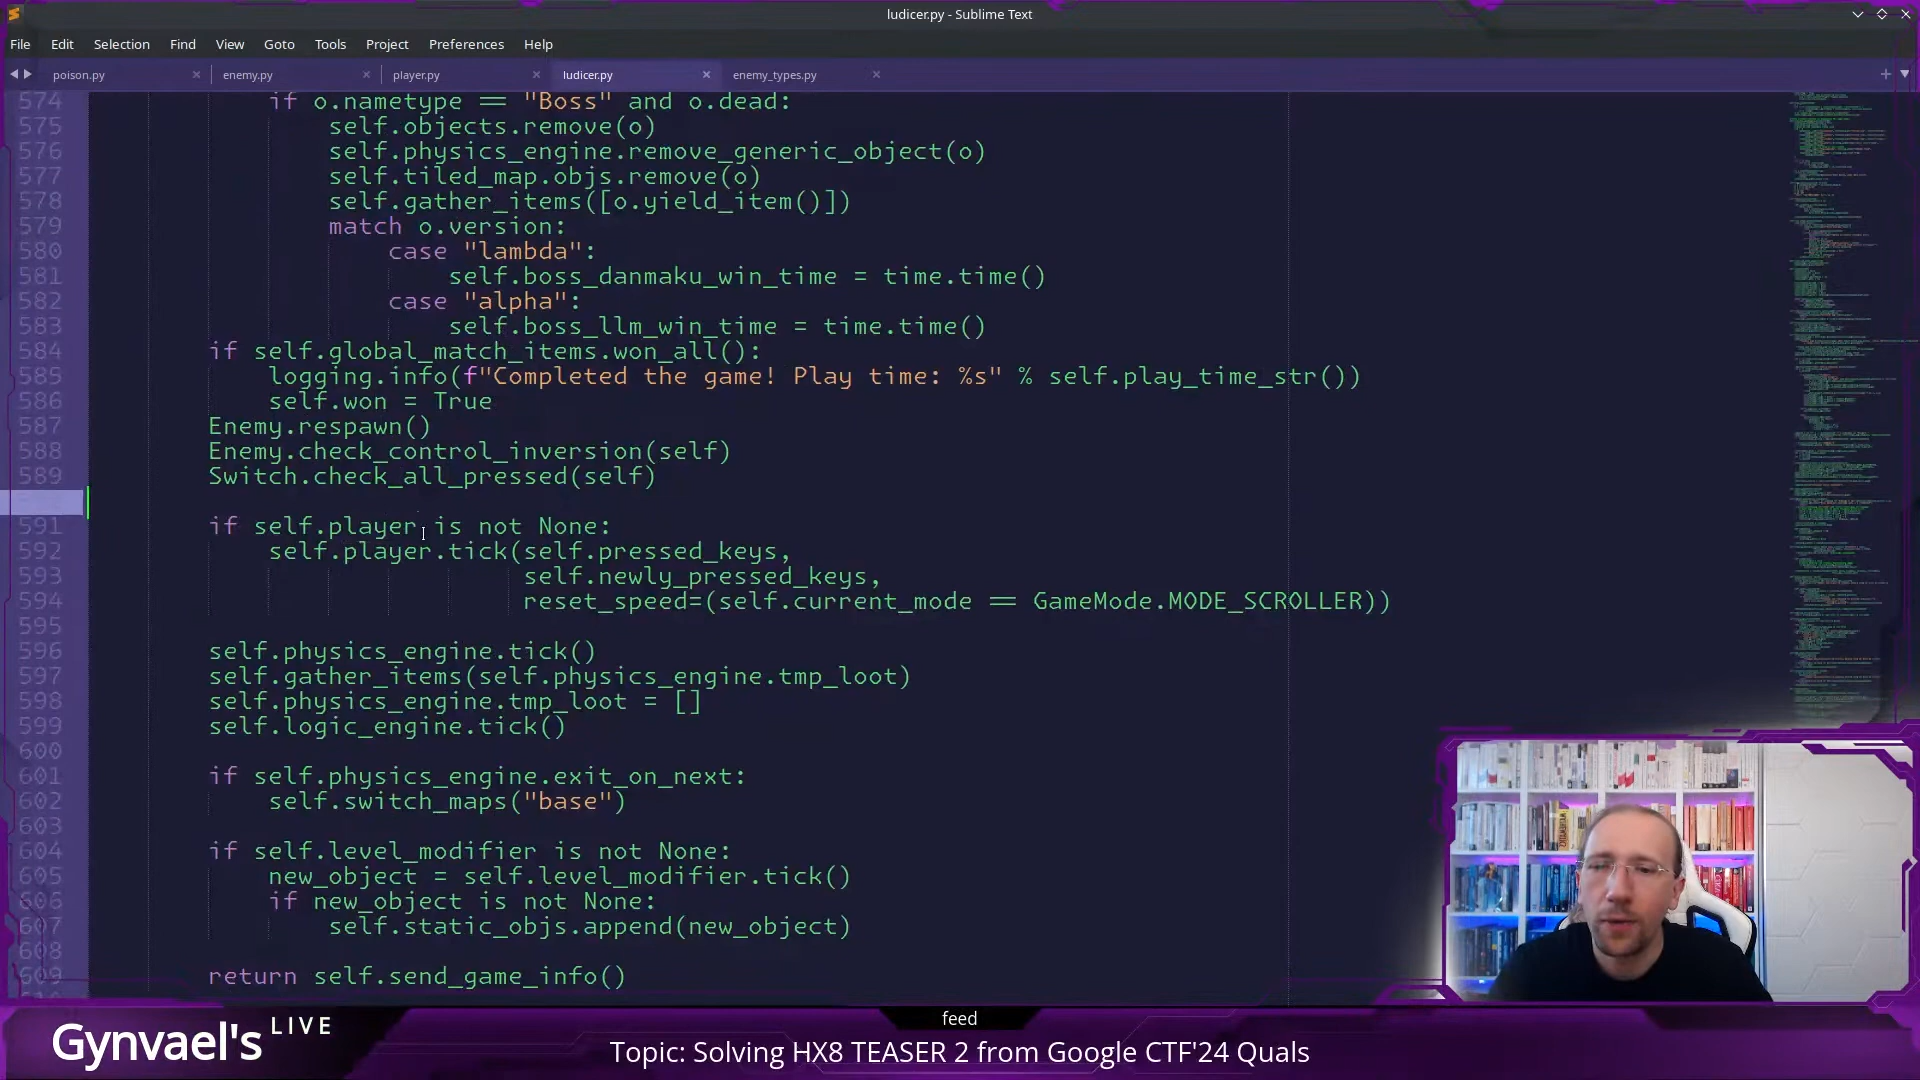 ludicer.py - Sublime Text
File Edit Selection Find View Goto Tools Project Preferences Help
poison.py enemy.py player.py ludicer.py enemy_types.py
574 if o.nametype == "Boss" and o.dead:
575 self.objects.remove(o)
576 self.physics_engine.remove_generic_object(o)
577 self.tiled_map.objs.remove(o)
578 self.gather_items([o.yield_item()])
579 match o.version:
580 case "lambda":
581 self.boss_danmaku_win_time = time.time()
582 case "alpha":
583 self.boss_llm_win_time = time.time()
584 if self.global_match_items.won_all():
585 logging.info(f"Completed the game! Play time: %s" % self.play_time_str())
586 self.won = True
587 Enemy.respawn()
588 Enemy.check_control_inversion(self)
589 Switch.check_all_pressed(self)
591 if self.player is not None:
592 self.player.tick(self.pressed_keys,
593 self.newly_pressed_keys,
594 reset_speed=(self.current_mode == GameMode.MODE_SCROLLER))
595
596 self.physics_engine.tick()
597 self.gather_items(self.physics_engine.tmp_loot)
598 self.physics_engine.tmp_loot = []
599 self.logic_engine.tick()
600
601 if self.physics_engine.exit_on_next:
602 self.switch_maps("base")
603
604 if self.level_modifier is not None:
605 new_object = self.level_modifier.tick()
606 if new_object is not None:
607 self.static_objs.append(new_object)
608
609 return self.send_game_info()
feed
Gynvael's LIVE
Topic: Solving HX8 TEASER 2 from Google CTF'24 Quals